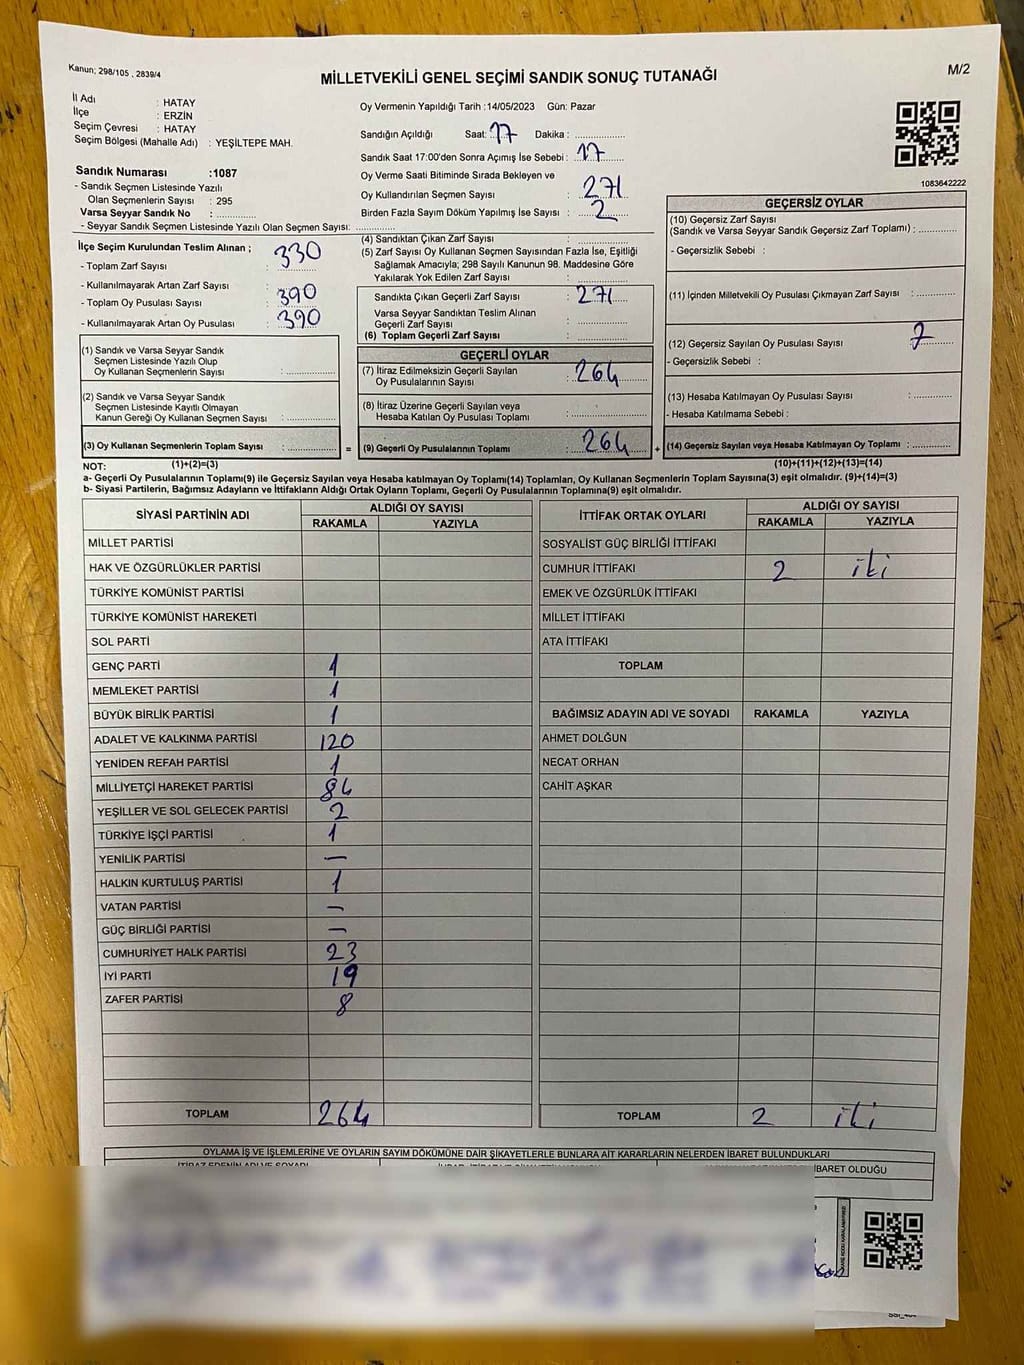 Kanun; 298/105 , 2839/4
MİLLETVEKİLİ GENEL SEÇİMİ SANDIK SONUÇ TUTANAĞI
M/2
İl Adı : HATAY
İlçe : ERZİN
Seçim Çevresi : HATAY
Seçim Bölgesi (Mahalle Adı) : YEŞİLTEPE MAH.
Oy Vermenin Yapıldığı Tarih :14/05/2023 Gün: Pazar
Sandığın Açıldığı Saat: 17 Dakika :
Sandık Saat 17:00'den Sonra Açımış İse Sebebi : 17
Oy Verme Saati Bitiminde Sırada Bekleyen ve
Oy Kullandırılan Seçmen Sayısı : 271
Birden Fazla Sayım Döküm Yapılmış İse Sayısı : 2
1083642222
Sandık Numarası :1087
- Sandık Seçmen Listesinde Yazılı
Olan Seçmenlerin Sayısı : 295
Varsa Seyyar Sandık No :
- Seyyar Sandık Seçmen Listesinde Yazılı Olan Seçmen Sayısı:
İlçe Seçim Kurulundan Teslim Alınan ;
- Toplam Zarf Sayısı : 330
- Kullanılmayarak Artan Zarf Sayısı :
- Toplam Oy Pusulası Sayısı : 390
- Kullanılmayarak Artan Oy Pusulası : 390
(1) Sandık ve Varsa Seyyar Sandık
Seçmen Listesinde Yazılı Olup
Oy Kullanan Seçmenlerin Sayısı :
(2) Sandık ve Varsa Seyyar Sandık
Seçmen Listesinde Kayıtlı Olmayan
Kanun Gereği Oy Kullanan Seçmen Sayısı :
(3) Oy Kullanan Seçmenlerin Toplam Sayısı : =
(4) Sandıktan Çıkan Zarf Sayısı :
(5) Zarf Sayısı Oy Kullanan Seçmen Sayısından Fazla İse, Eşitliği
Sağlamak Amacıyla; 298 Sayılı Kanunun 98. Maddesine Göre
Yakılarak Yok Edilen Zarf Sayısı :
Sandıkta Çıkan Geçerli Zarf Sayısı : 271
Varsa Seyyar Sandıktan Teslim Alınan
Geçerli Zarf Sayısı :
(6) Toplam Geçerli Zarf Sayısı :
GEÇERLİ OYLAR
(7) İtiraz Edilmeksizin Geçerli Sayılan
Oy Pusulalarının Sayısı : 264
(8) İtiraz Üzerine Geçerli Sayılan veya
Hesaba Katılan Oy Pusulası Toplamı :
(9) Geçerli Oy Pusulalarının Toplamı : 264 +
GEÇERSİZ OYLAR
(10) Geçersiz Zarf Sayısı
(Sandık ve Varsa Seyyar Sandık Geçersiz Zarf Toplamı) :
- Geçersizlik Sebebi :
(11) İçinden Milletvekili Oy Pusulası Çıkmayan Zarf Sayısı :
(12) Geçersiz Sayılan Oy Pusulası Sayısı : 7
- Geçersizlik Sebebi :
(13) Hesaba Katılmayan Oy Pusulası Sayısı :
- Hesaba Katılmama Sebebi :
(14) Geçersiz Sayılan veya Hesaba Katılmayan Oy Toplamı :
NOT: (1)+(2)=(3) (10)+(11)+(12)+(13)=(14)
a- Geçerli Oy Pusulalarının Toplamı(9) ile Geçersiz Sayılan veya Hesaba katılmayan Oy Toplamı(14) Toplamları, Oy Kullanan Seçmenlerin Toplam Sayısına(3) eşit olmalıdır. (9)+(14)=(3)
b- Siyasi Partilerin, Bağımsız Adayların ve İttifakların Aldığı Ortak Oyların Toplamı, Geçerli Oy Pusulalarının Toplamına(9) eşit olmalıdır.
SİYASİ PARTİNİN ADI ALDIĞI OY SAYISI
RAKAMLA YAZIYLA
MİLLET PARTİSİ
HAK VE ÖZGÜRLÜKLER PARTİSİ
TÜRKİYE KOMÜNİST PARTİSİ
TÜRKİYE KOMÜNİST HAREKETİ
SOL PARTİ
GENÇ PARTİ 1
MEMLEKET PARTİSİ 1
BÜYÜK BİRLİK PARTİSİ 1
ADALET VE KALKINMA PARTİSİ 120
YENİDEN REFAH PARTİSİ 1
MİLLİYETÇİ HAREKET PARTİSİ 84
YEŞİLLER VE SOL GELECEK PARTİSİ 2
TÜRKİYE İŞÇİ PARTİSİ 1
YENİLİK PARTİSİ —
HALKIN KURTULUŞ PARTİSİ 1
VATAN PARTİSİ —
GÜÇ BİRLİĞİ PARTİSİ —
CUMHURİYET HALK PARTİSİ 23
İYİ PARTİ 19
ZAFER PARTİSİ 8
TOPLAM 264
İTTİFAK ORTAK OYLARI ALDIĞI OY SAYISI
RAKAMLA YAZIYLA
SOSYALİST GÜÇ BİRLİĞİ İTTİFAKI
CUMHUR İTTİFAKI 2 iki
EMEK VE ÖZGÜRLÜK İTTİFAKI
MİLLET İTTİFAKI
ATA İTTİFAKI
TOPLAM
BAĞIMSIZ ADAYIN ADI VE SOYADI RAKAMLA YAZIYLA
AHMET DOLĞUN
NECAT ORHAN
CAHİT AŞKAR
TOPLAM 2 iki
OYLAMA İŞ VE İŞLEMLERİNE VE OYLARIN SAYIM DÖKÜMÜNE DAİR ŞİKAYETLERLE BUNLARA AİT KARARLARIN NELERDEN İBARET BULUNDUKLARI
İBARET OLDUĞU